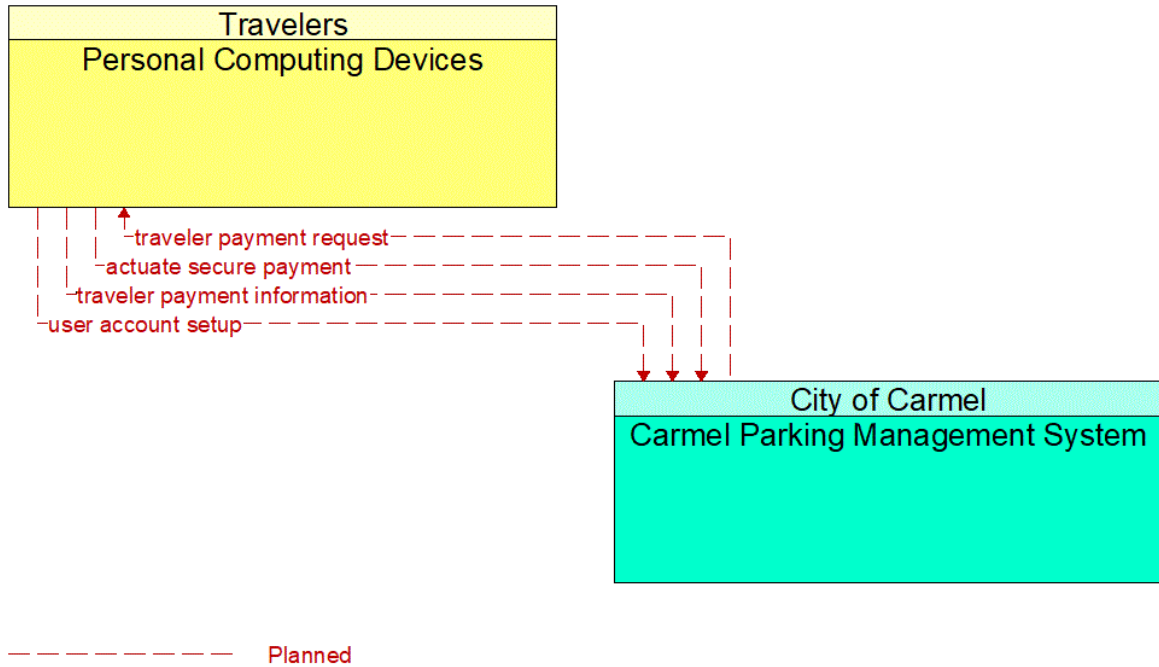 Travelers
Personal Computing Devices
traveler payment request
actuate secure payment
traveler payment information
user account setup
City of Carmel
Carmel Parking Management System
Planned